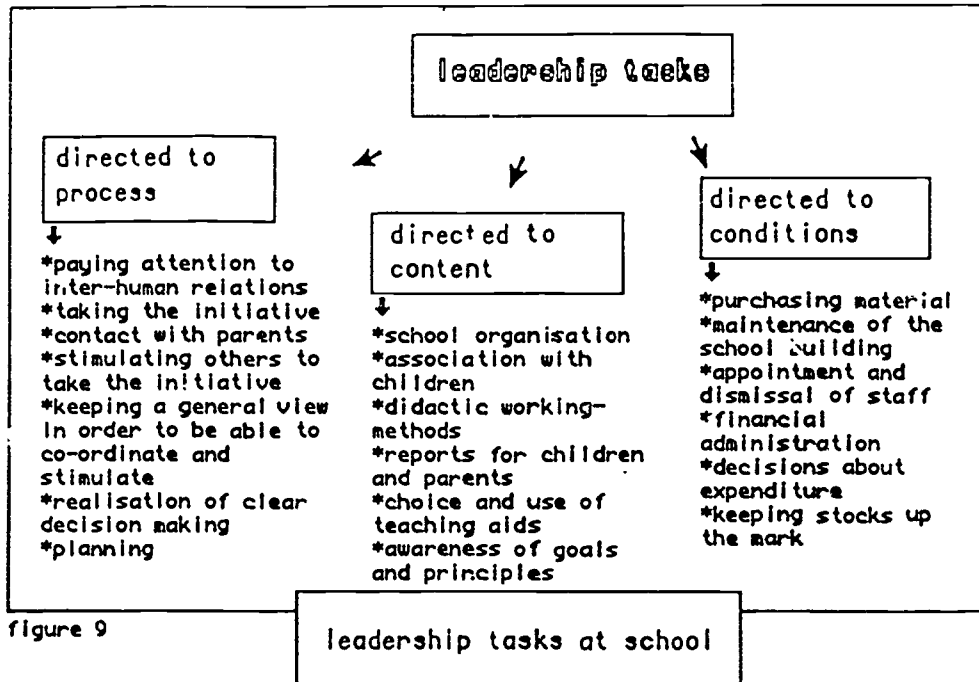 leadership tasks
directed to
process
*paying attention to
inter-human relations
*taking the initiative
*contact with parents
*stimulating others to
take the initiative
*keeping a general view
in order to be able to
co-ordinate and
stimulate
*realisation of clear
decision making
*planning
directed to
content
*school organisation
*association with
children
*didactic working-
methods
*reports for children
and parents
*choice and use of
teaching aids
*awareness of goals
and principles
directed to
conditions
*purchasing material
*maintenance of the
school building
*appointment and
dismissal of staff
*financial
administration
*decisions about
expenditure
*keeping stocks up
the mark
figure 9
leadership tasks at school